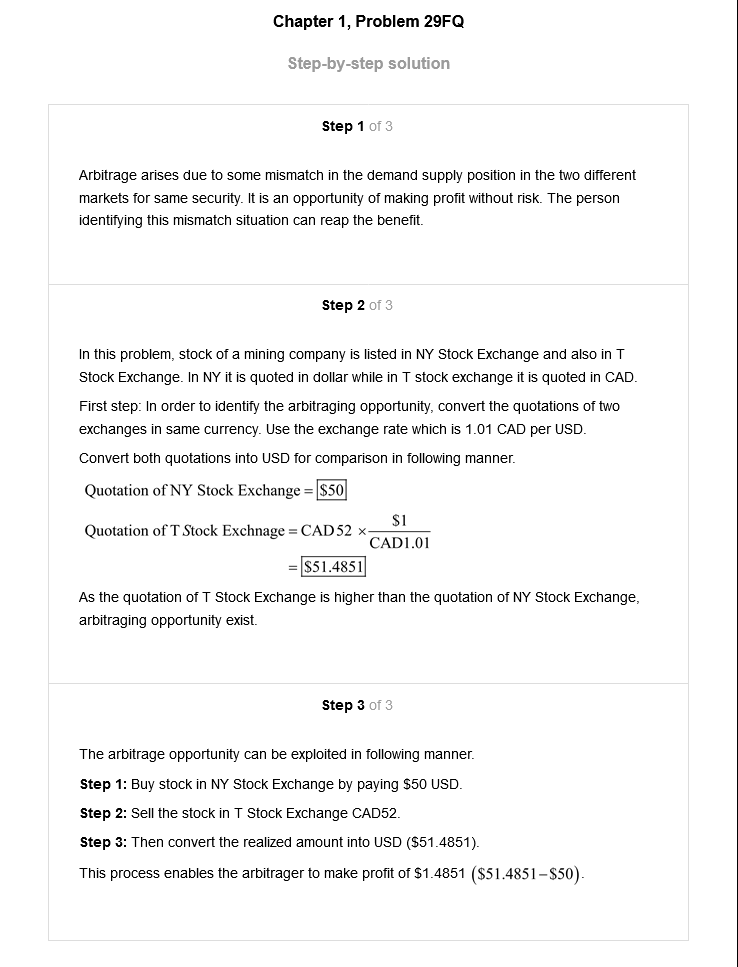 Chapter 1, Problem 29FQ
Step-by-step solution
Step 1 of 3
Arbitrage arises due to some mismatch in the demand supply position in the two different
markets for same security. It is an opportunity of making profit without risk. The person
identifying this mismatch situation can reap the benefit.
Step 2 of 3
In this problem, stock of a mining company is listed in NY Stock Exchange and also in T
Stock Exchange. In NY it is quoted in dollar while in T stock exchange it is quoted in CAD.
First step: In order to identify the arbitraging opportunity, convert the quotations of two
exchanges in same currency. Use the exchange rate which is 1.01 CAD per USD.
Convert both quotations into USD for comparison in following manner.
Quotation of NY Stock Exchange = $50
Quotation of T Stock Exchnage = CAD 52 × $1 / CAD1.01
= $51.4851
As the quotation of T Stock Exchange is higher than the quotation of NY Stock Exchange,
arbitraging opportunity exist.
Step 3 of 3
The arbitrage opportunity can be exploited in following manner.
Step 1: Buy stock in NY Stock Exchange by paying $50 USD.
Step 2: Sell the stock in T Stock Exchange CAD52.
Step 3: Then convert the realized amount into USD ($51.4851).
This process enables the arbitrager to make profit of $1.4851 ($51.4851–$50).